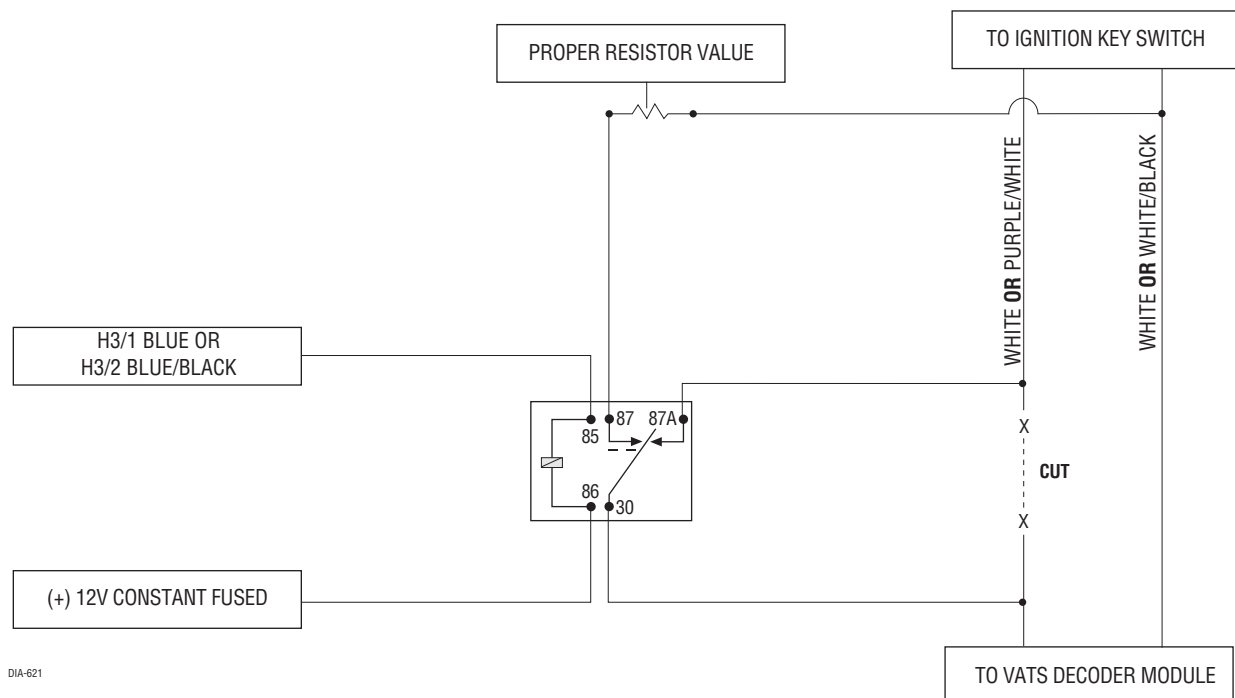 PROPER RESISTOR VALUE
TO IGNITION KEY SWITCH
WHITE OR PURPLE/WHITE
WHITE OR WHITE/BLACK
H3/1 BLUE OR
H3/2 BLUE/BLACK
87
87A
85
86
30
X
CUT
X
(+) 12V CONSTANT FUSED
TO VATS DECODER MODULE
DIA-621